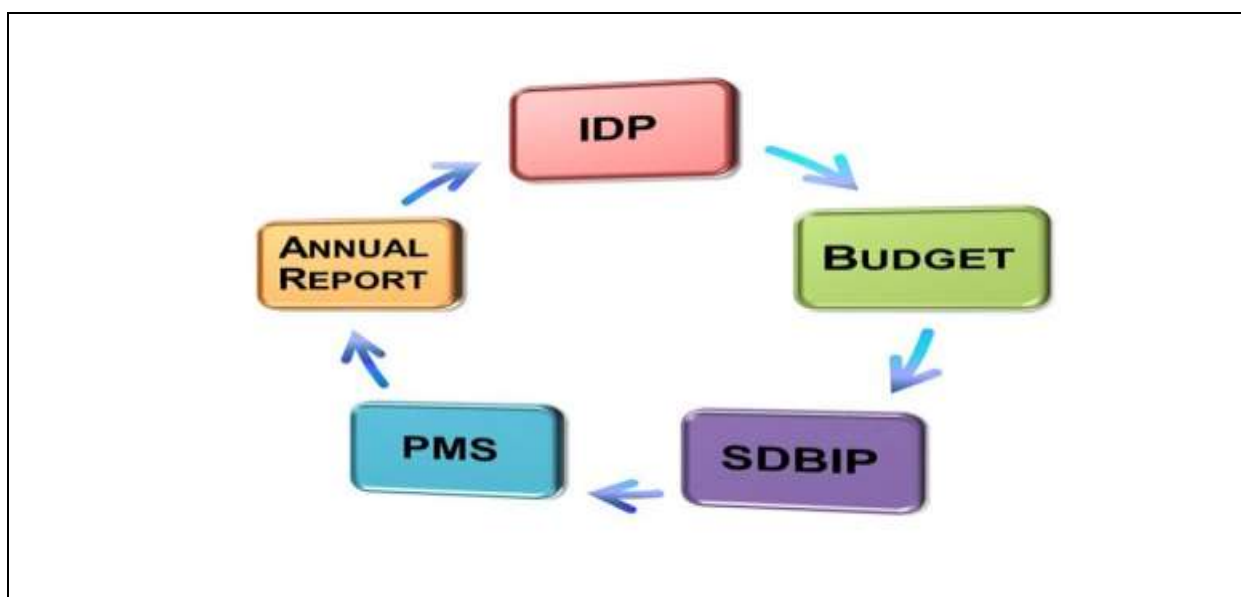 IDP
BUDGET
SDBIP
PMS
ANNUAL
REPORT